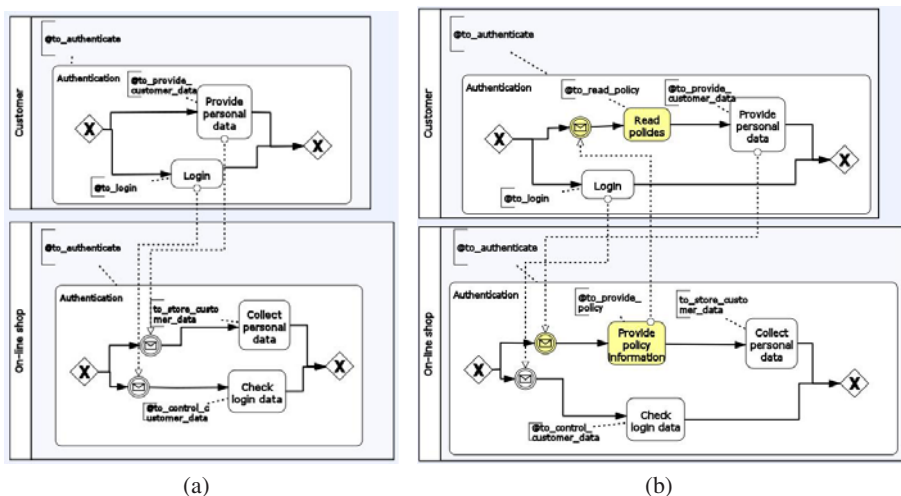 Customer
@to_authenticate
Authentication
@to_provide_
customer_data
Provide
personal
data
X
X
Login
@to_login
On-line shop
@to_authenticate
Authentication
to_store_custo
mer_data
Collect
personal
data
X
X
Check
login data
@to_control_c
ustomer_data
(a)
Customer
@to_authenticate
Authentication
@to_read_policy
@to_provide_
customer_data
Read
policies
Provide
personal
data
X
X
Login
@to_login
On-line shop
@to_authenticate
Authentication
@to_provide_
policy
to_store_custo
mer_data
Provide
policy
information
Collect
personal
data
X
X
Check
login data
@to_control_
customer_data
(b)